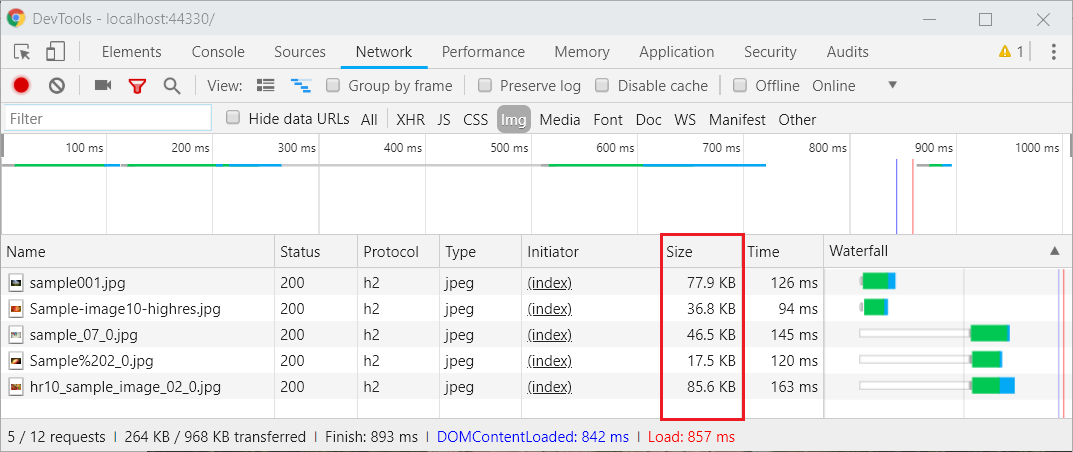 DevTools - localhost:44330/
Elements Console Sources Network Performance Memory Application Security Audits 1
View: Group by frame Preserve log Disable cache Offline Online
Filter Hide data URLs All XHR JS CSS Img Media Font Doc WS Manifest Other
100 ms 200 ms 300 ms 400 ms 500 ms 600 ms 700 ms 800 ms 900 ms 1000 ms
Name Status Protocol Type Initiator Size Time Waterfall
sample001.jpg 200 h2 jpeg (index) 77.9 KB 126 ms
Sample-image10-highres.jpg 200 h2 jpeg (index) 36.8 KB 94 ms
sample_07_0.jpg 200 h2 jpeg (index) 46.5 KB 145 ms
Sample%202_0.jpg 200 h2 jpeg (index) 17.5 KB 120 ms
hr10_sample_image_02_0.jpg 200 h2 jpeg (index) 85.6 KB 163 ms
5 / 12 requests | 264 KB / 968 KB transferred | Finish: 893 ms | DOMContentLoaded: 842 ms | Load: 857 ms